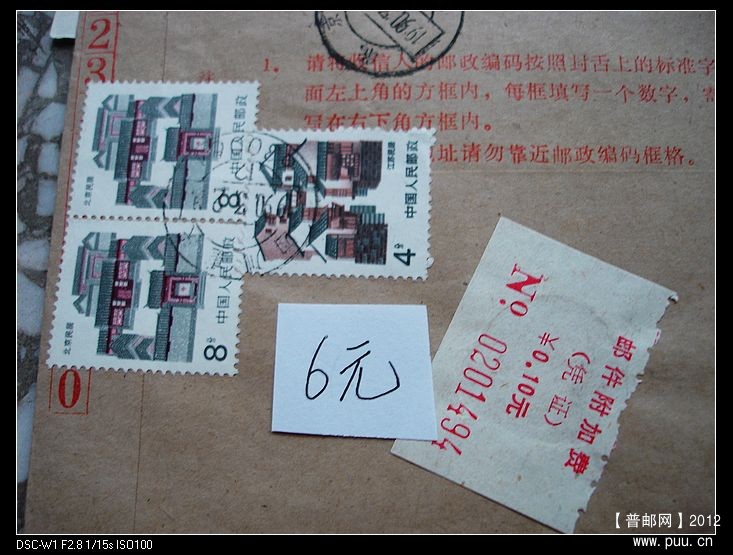 2
3
0
1. 请将收信人的邮政编码按照封舌上的标准字
面左上角的方框内，每框填写一个数字，
写在右下角方框内。
址请勿靠近邮政编码框格。
北京民居
8分
中国人民邮政
北京民居
8分
中国人民邮政
江苏民居
中国人民邮政
4分
6元
邮件附加费
（凭证）
￥0.10元
No. 0201494
【普邮网】2012
www.puu.cn
DSC-W1 F2.8 1/15s ISO100